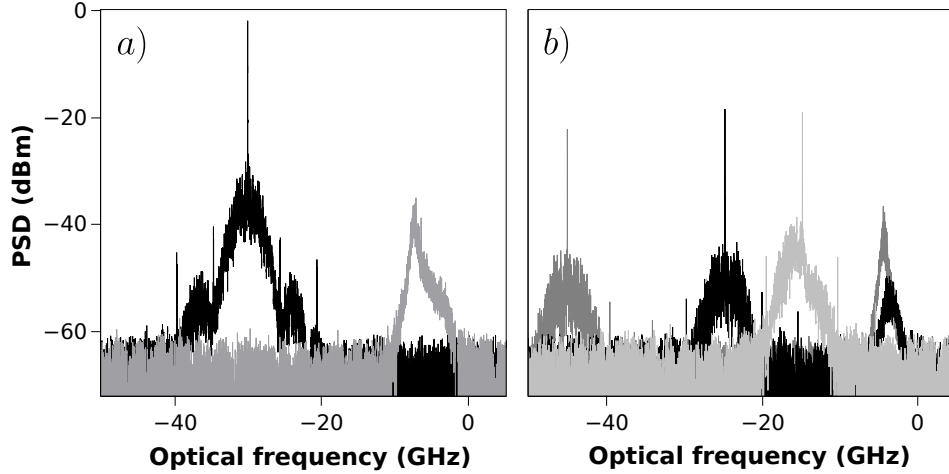 a)
b)
0
−20
−40
−60
PSD (dBm)
−40 −20 0
−40 −20 0
Optical frequency (GHz)
Optical frequency (GHz)